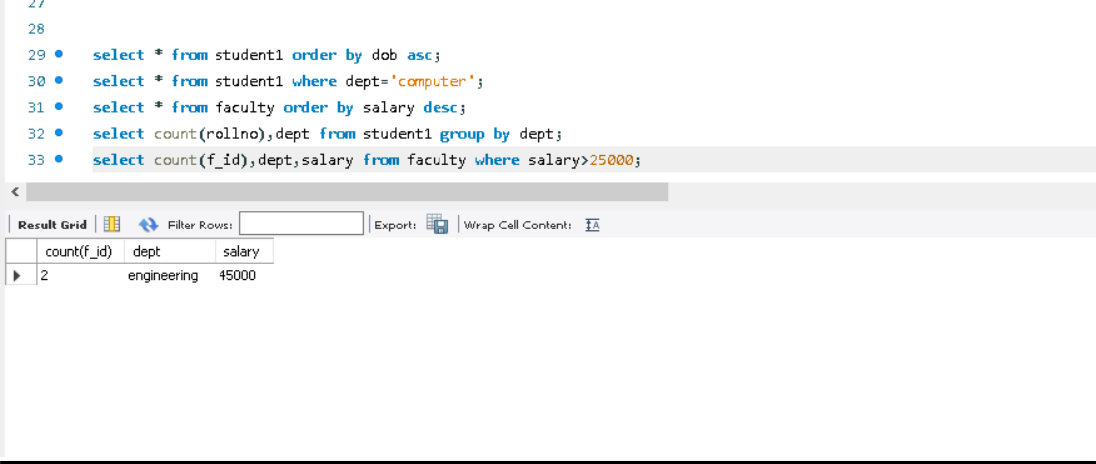 27
28
29 select * from student1 order by dob asc;
30 select * from student1 where dept='computer';
31 select * from faculty order by salary desc;
32 select count(rollno),dept from student1 group by dept;
33 select count(f_id),dept,salary from faculty where salary>25000;
Result Grid Filter Rows: Export: Wrap Cell Content:
count(f_id) dept salary
2 engineering 45000